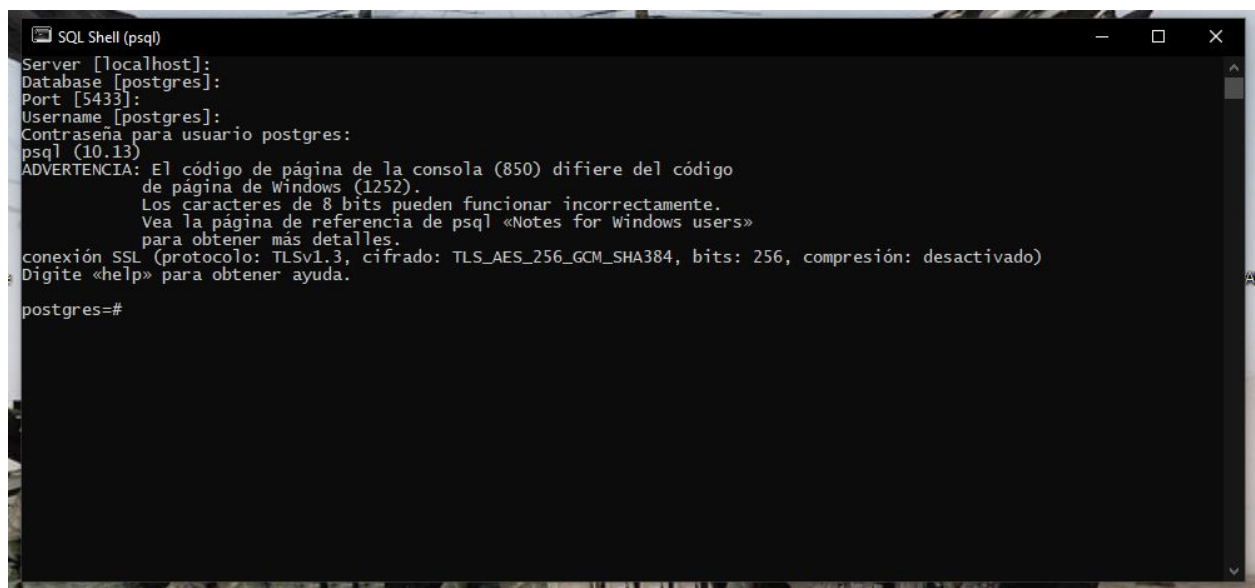 SQL Shell (psql)
Server [localhost]:
Database [postgres]:
Port [5433]:
Username [postgres]:
Contraseña para usuario postgres:
psql (10.13)
ADVERTENCIA: El código de página de la consola (850) difiere del código
de página de Windows (1252).
Los caracteres de 8 bits pueden funcionar incorrectamente.
Vea la página de referencia de psql «Notes for Windows users»
para obtener más detalles.
conexión SSL (protocolo: TLSv1.3, cifrado: TLS_AES_256_GCM_SHA384, bits: 256, compresión: desactivado)
Digite «help» para obtener ayuda.
postgres=#